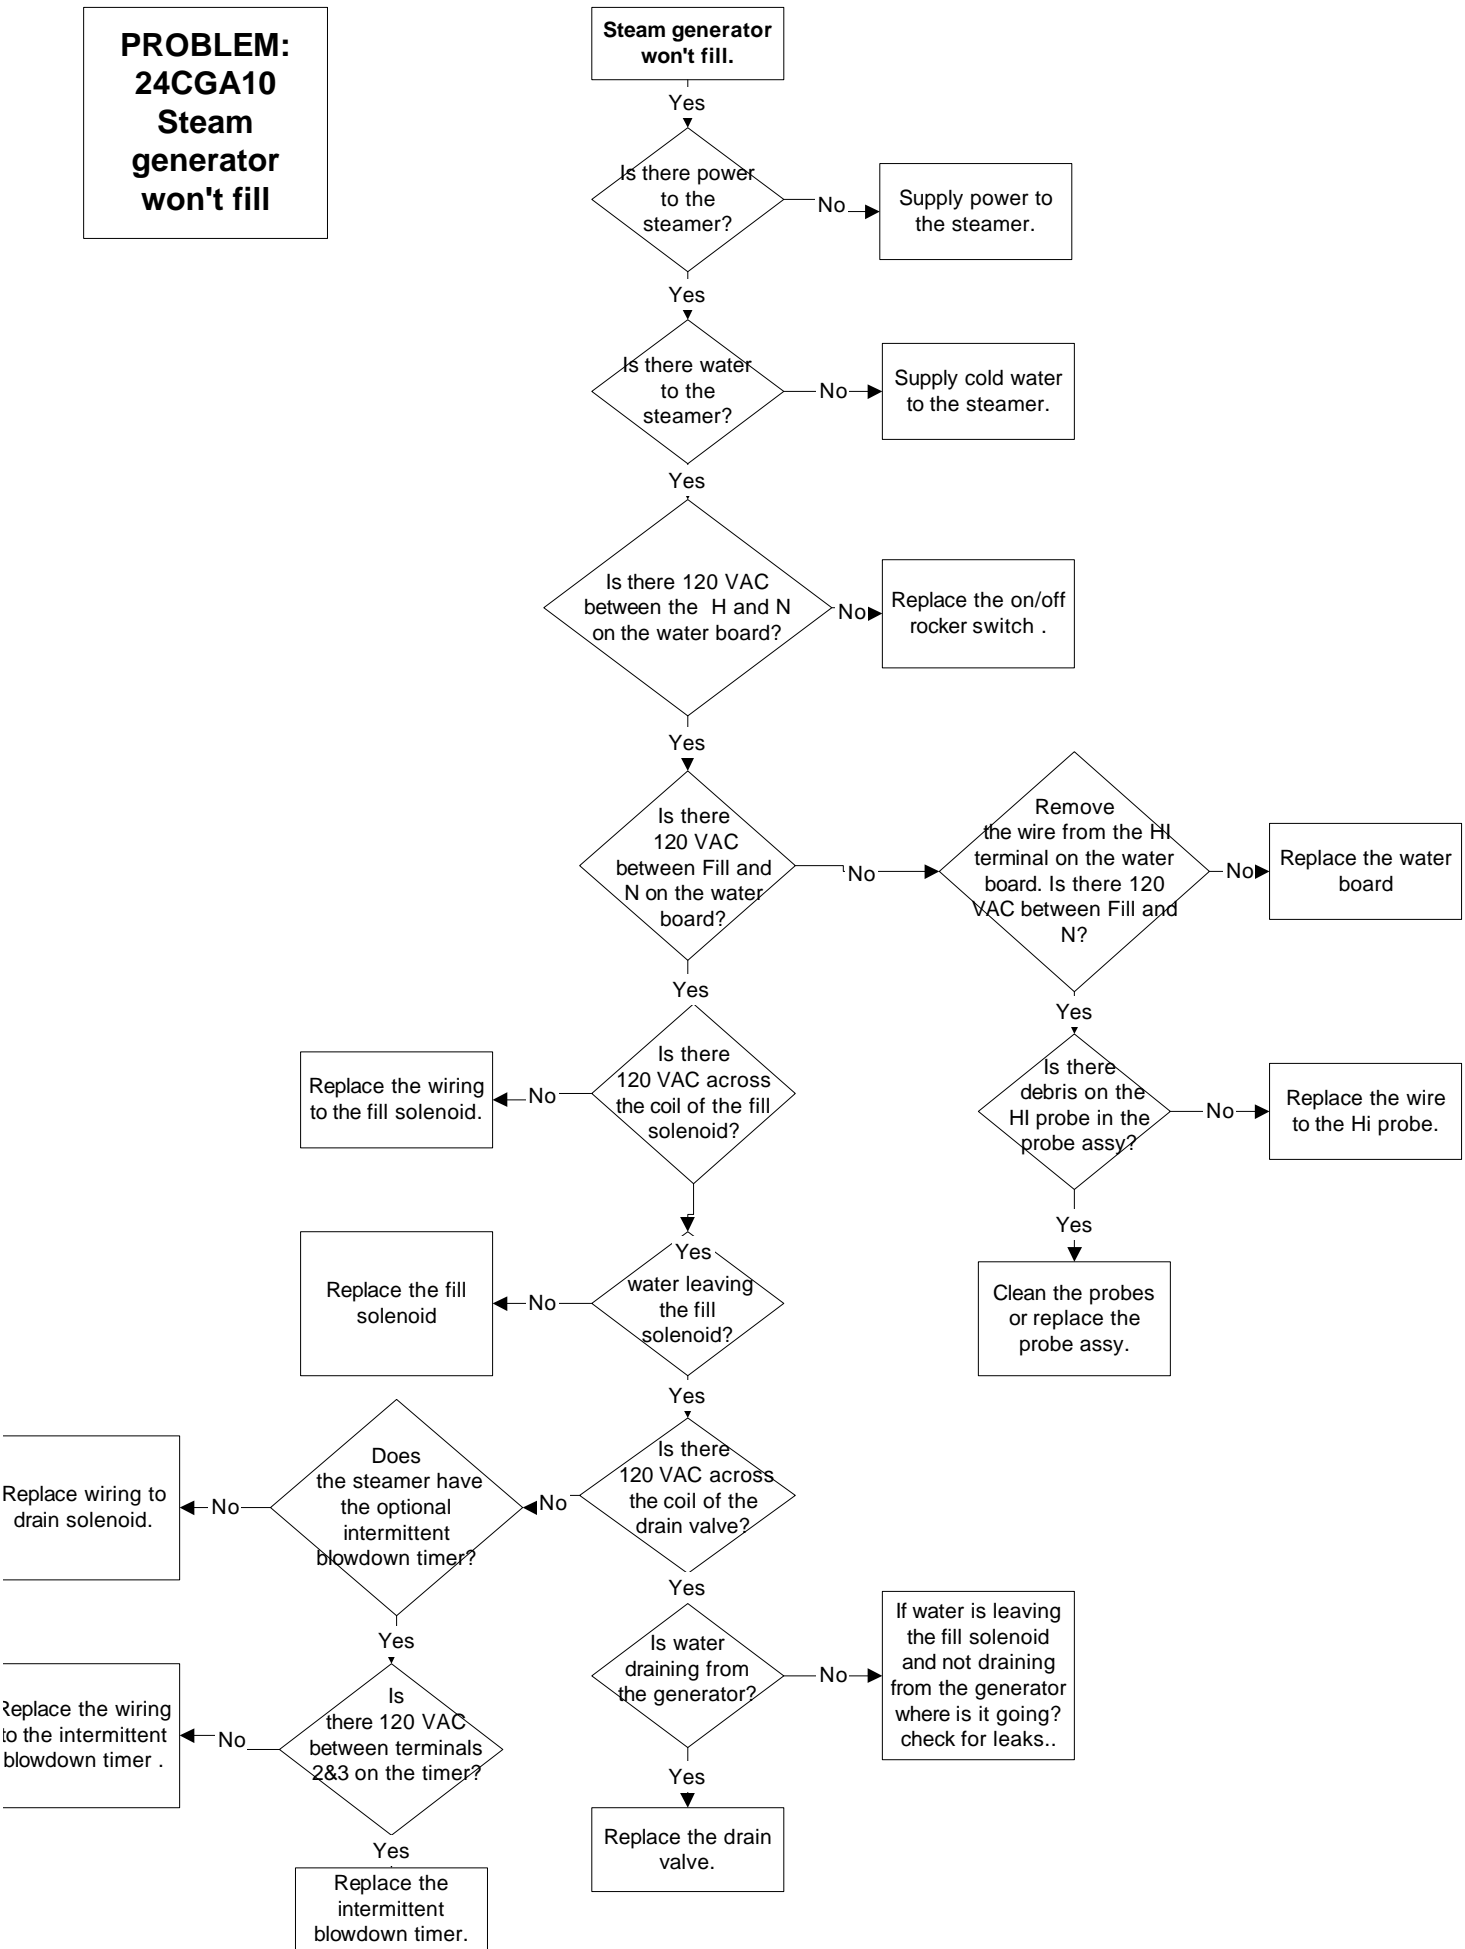 PROBLEM:
24CGA10
Steam
generator
won't fill
Steam generator
won't fill.
Yes
Is there power
to the
steamer?
No
Supply power to
the steamer.
Yes
Is there water
to the
steamer?
No
Supply cold water
to the steamer.
Yes
Is there 120 VAC
between the  H and N
on the water board?
No
Replace the on/off
rocker switch .
Yes
Is there
120 VAC
between Fill and
N on the water
board?
No
Remove
the wire from the HI
terminal on the water
board. Is there 120
VAC between Fill and
N?
No
Replace the water
board
Yes
Yes
Is there
120 VAC across
the coil of the fill
solenoid?
No
Replace the wiring
to the fill solenoid.
Is there
debris on the
HI probe in the
probe assy?
No
Replace the wire
to the Hi probe.
Yes
Clean the probes
or replace the
probe assy.
Yes
water leaving
the fill
solenoid?
No
Replace the fill
solenoid
Yes
Is there
120 VAC across
the coil of the
drain valve?
No
Does
the steamer have
the optional
intermittent
blowdown timer?
No
Replace wiring to
drain solenoid.
Yes
Is water
draining from
the generator?
No
If water is leaving
the fill solenoid
and not draining
from the generator
where is it going?
check for leaks..
Yes
Is
there 120 VAC
between terminals
2&3 on the timer?
No
Replace the wiring
to the intermittent
blowdown timer .
Yes
Replace the drain
valve.
Yes
Replace the
intermittent
blowdown timer.